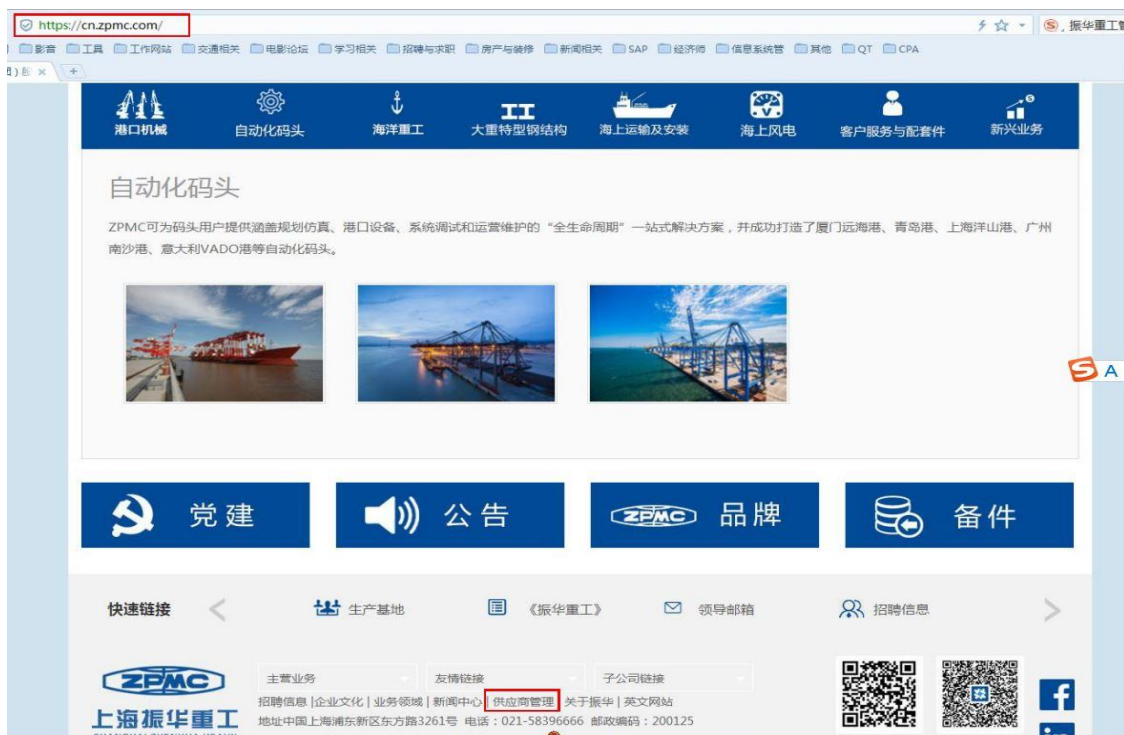 https://cn.zpmc.com/
振华重工
影音 工具 工作网站 交通相关 电影论坛 学习相关 招聘与求职 房产与装修 新闻相关 SAP 经济师 信息系统管 其他 QT CPA
港口机械 自动化码头 海洋重工 大重特型钢结构 海上运输及安装 海上风电 客户服务与配套件 新兴业务
自动化码头
ZPMC可为码头用户提供涵盖规划仿真、港口设备、系统调试和运营维护的“全生命周期”一站式解决方案，并成功打造了厦门远海港、青岛港、上海洋山港、广州
南沙港、意大利VADO港等自动化码头。
A
党建 公告 ZPMC 品牌 备件
快速链接 < 生产基地 《振华重工》 领导邮箱 招聘信息 >
ZPMC 主营业务 友情链接 子公司链接
招聘信息 |企业文化 | 业务领域 | 新闻中心 | 供应商管理 | 关于振华 | 英文网站
上海振华重工 地址中国上海浦东新区东方路3261号 电话：021-58396666 邮政编码：200125
f
in